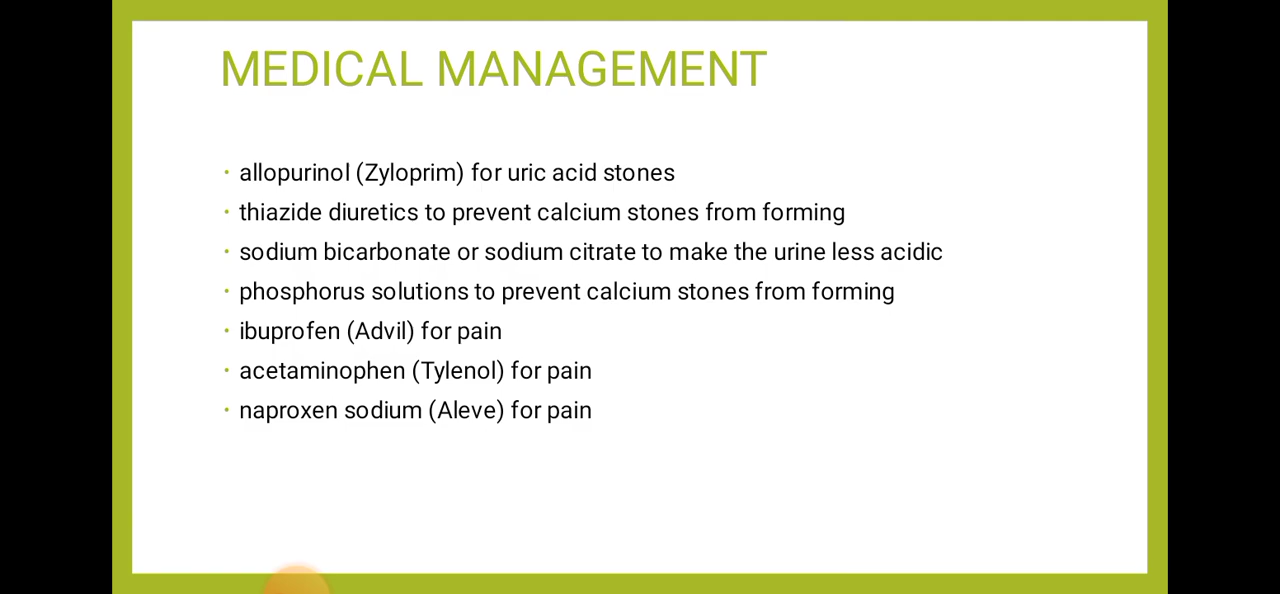 MEDICAL MANAGEMENT
• allopurinol (Zyloprim) for uric acid stones
• thiazide diuretics to prevent calcium stones from forming
• sodium bicarbonate or sodium citrate to make the urine less acidic
• phosphorus solutions to prevent calcium stones from forming
• ibuprofen (Advil) for pain
• acetaminophen (Tylenol) for pain
• naproxen sodium (Aleve) for pain